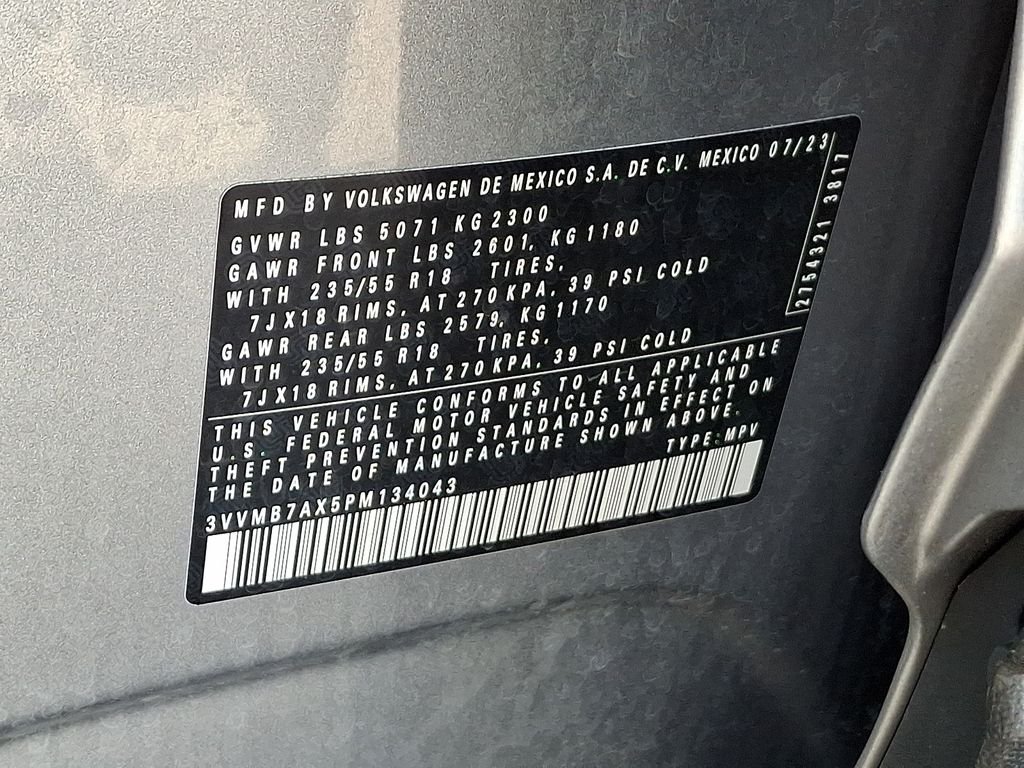 MFD BY VOLKSWAGEN DE MEXICO S.A. DE C.V. MEXICO 07/23
GVWR LBS 5071 KG 2300
GAWR FRONT LBS 2601, KG 1180
WITH 235/55 R18 TIRES,
7JX18 RIMS, AT 270 KPA, 39 PSI COLD
GAWR REAR LBS 2579, KG 1170
WITH 235/55 R18 TIRES,
7JX18 RIMS, AT 270 KPA, 39 PSI COLD
2754321 3817
THIS VEHICLE CONFORMS TO ALL APPLICABLE
U.S. FEDERAL MOTOR VEHICLE SAFETY AND
THEFT PREVENTION STANDARDS IN EFFECT ON
THE DATE OF MANUFACTURE SHOWN ABOVE.
TYPE: MPV
3VVMB7AX5PM134043